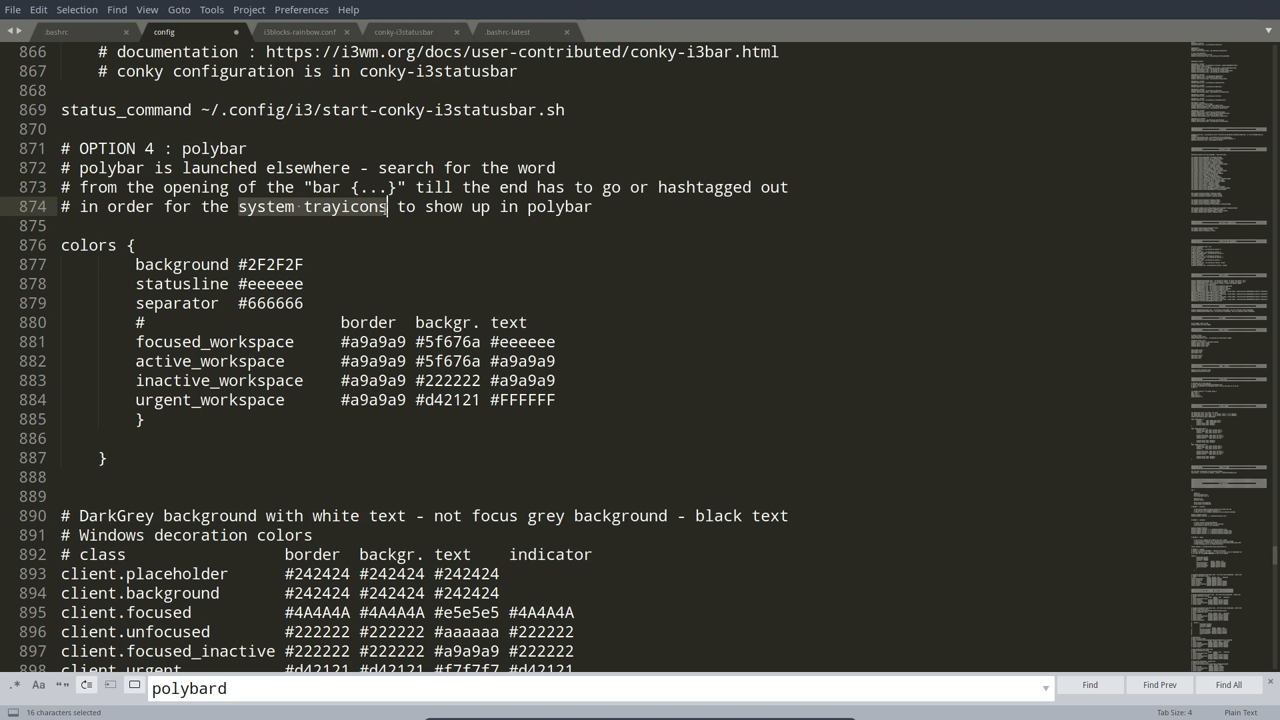 File Edit Selection Find View Goto Tools Project Preferences Help
.bashrc × config • i3blocks-rainbow.conf × conky-i3statusbar × .bashrc-latest ×
866 # documentation : https://i3wm.org/docs/user-contributed/conky-i3bar.html
867 # conky configuration is in conky-i3statusbar
868
869 status_command ~/.config/i3/start-conky-i3statusbar.sh
870
871 # OPTION 4 : polybar
872 # polybar is launched elsewhere - search for the word
873 # from the opening of the "bar {...}" till the end has to go or hashtagged out
874 # in order for the system trayicons to show up in polybar
875
876 colors {
877 background #2F2F2F
878 statusline #eeeeee
879 separator #666666
880 # border backgr. text
881 focused_workspace #a9a9a9 #5f676a #eeeeee
882 active_workspace #a9a9a9 #5f676a #a9a9a9
883 inactive_workspace #a9a9a9 #222222 #a9a9a9
884 urgent_workspace #a9a9a9 #d42121 #FFFFFF
885 }
886
887 }
888
889
890 # DarkGrey background with white text - not focus grey background - black text
891 # Windows decoration colors
892 # class border backgr. text indicator
893 client.placeholder #242424 #242424 #242424
894 client.background #242424 #242424 #242424
895 client.focused #4A4A4A #4A4A4A #e5e5e5 #4A4A4A
896 client.unfocused #222222 #222222 #aaaaaa #222222
897 client.focused_inactive #222222 #222222 #a9a9a9 #222222
898 client.urgent #d42121 #d42121 #f7f7f7 #d42121
.* Aa "" polybard Find Find Prev Find All ×
16 characters selected Tab Size: 4 Plain Text